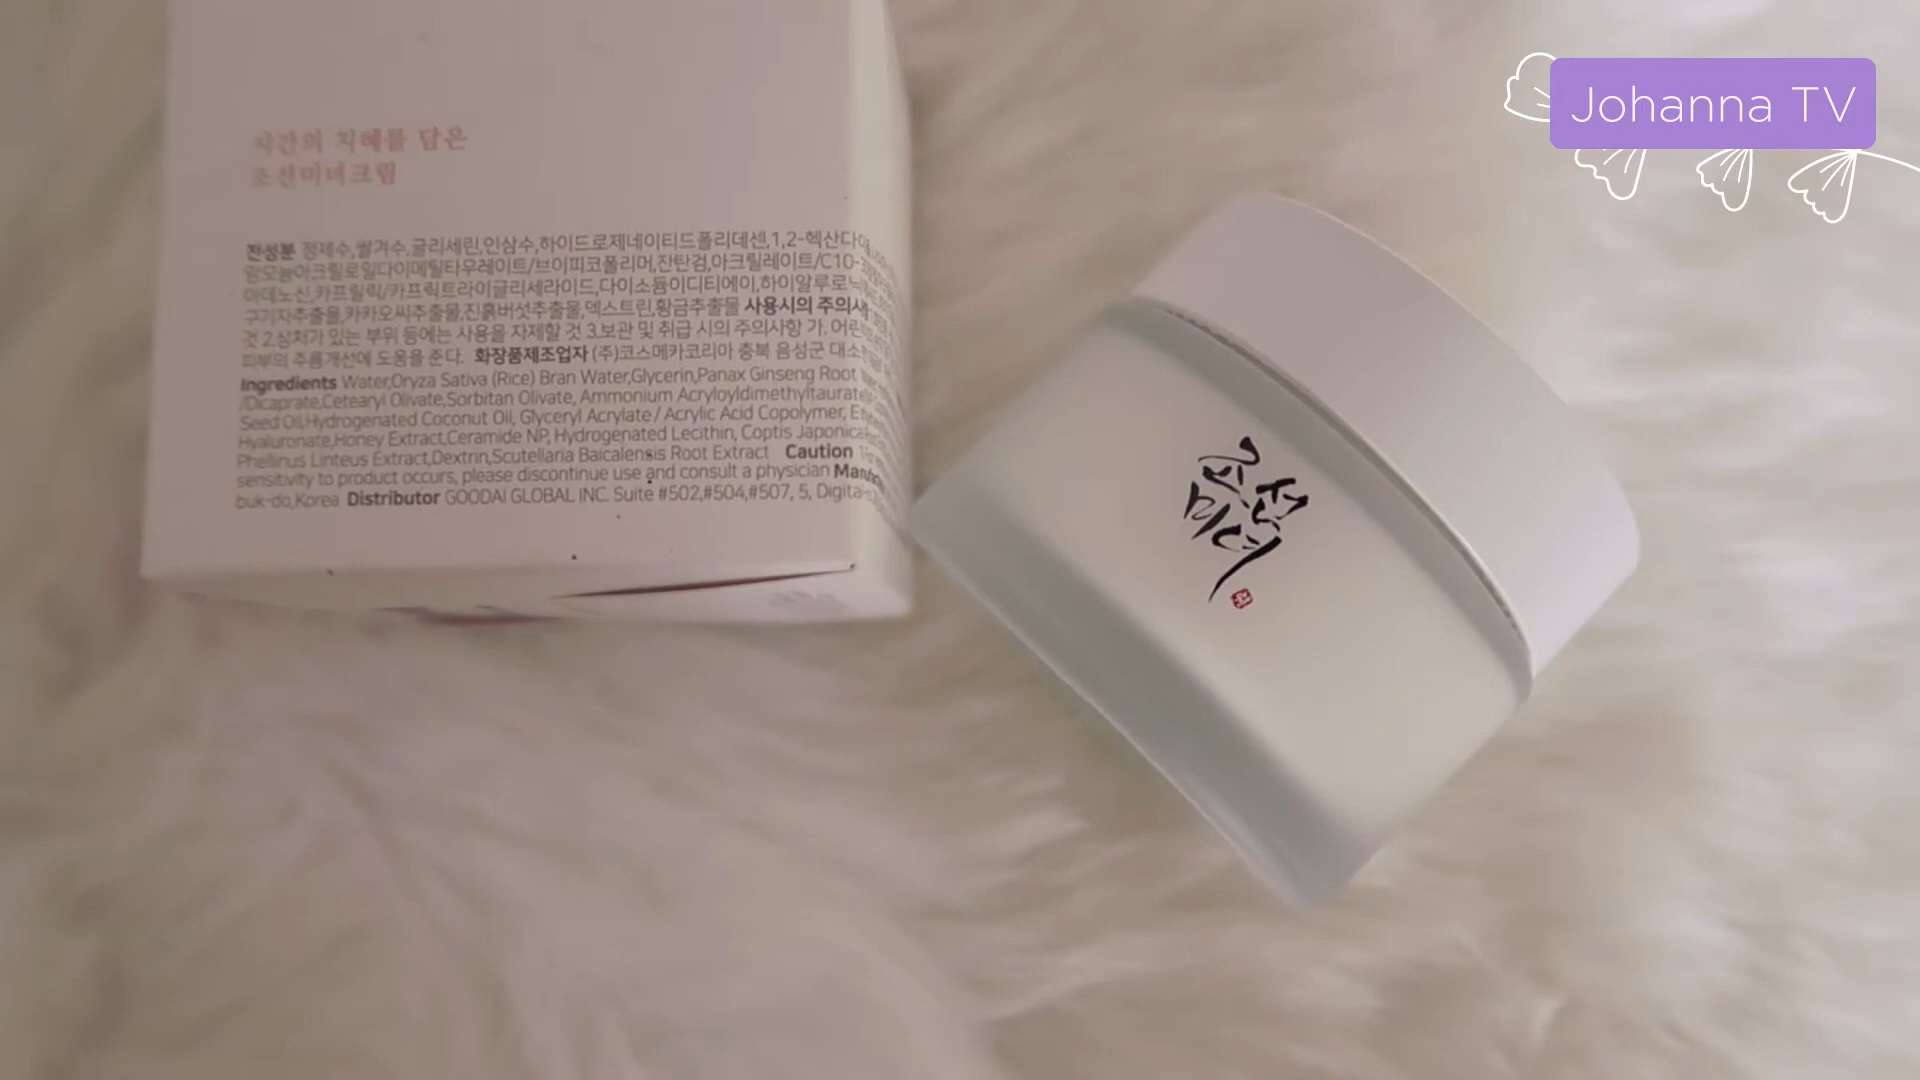 Johanna TV
시간의 지혜를 담은
조선미녀크림
전성분 정제수,쌀겨수,글리세린,인삼수,하이드로제네이티드폴리데센,1,2-헥산다이
암모늄아크릴로일다이메틸타우레이트/브이피코폴리머,잔탄검,아크릴레이트/C10-
아데노신,카프릴릭/카프릭트라이글리세라이드,다이소듐이디티에이,하이알루로닉
구기자추출물,카카오씨추출물,진흙버섯추출물,덱스트린,황금추출물 사용시의 주의사
것 2.상처가 있는 부위 등에는 사용을 자제할 것 3.보관 및 취급 시의 주의사항 가. 어린
피부의 주름개선에 도움을 준다. 화장품제조업자 (주)코스메카코리아 충북 음성군 대소
Ingredients Water,Oryza Sativa (Rice) Bran Water,Glycerin,Panax Ginseng Root
/Dicaprate,Cetearyl Olivate,Sorbitan Olivate, Ammonium Acryloyldimethyltaurate
Seed Oil,Hydrogenated Coconut Oil, Glyceryl Acrylate / Acrylic Acid Copolymer,
Hyaluronate,Honey Extract,Ceramide NP, Hydrogenated Lecithin, Coptis Japonica
Phellinus Linteus Extract,Dextrin,Scutellaria Baicalensis Root Extract Caution
sensitivity to product occurs, please discontinue use and consult a physician
buk-do,Korea Distributor GOODAI GLOBAL INC. Suite #502,#504,#507, 5, Digital
조선
미녀